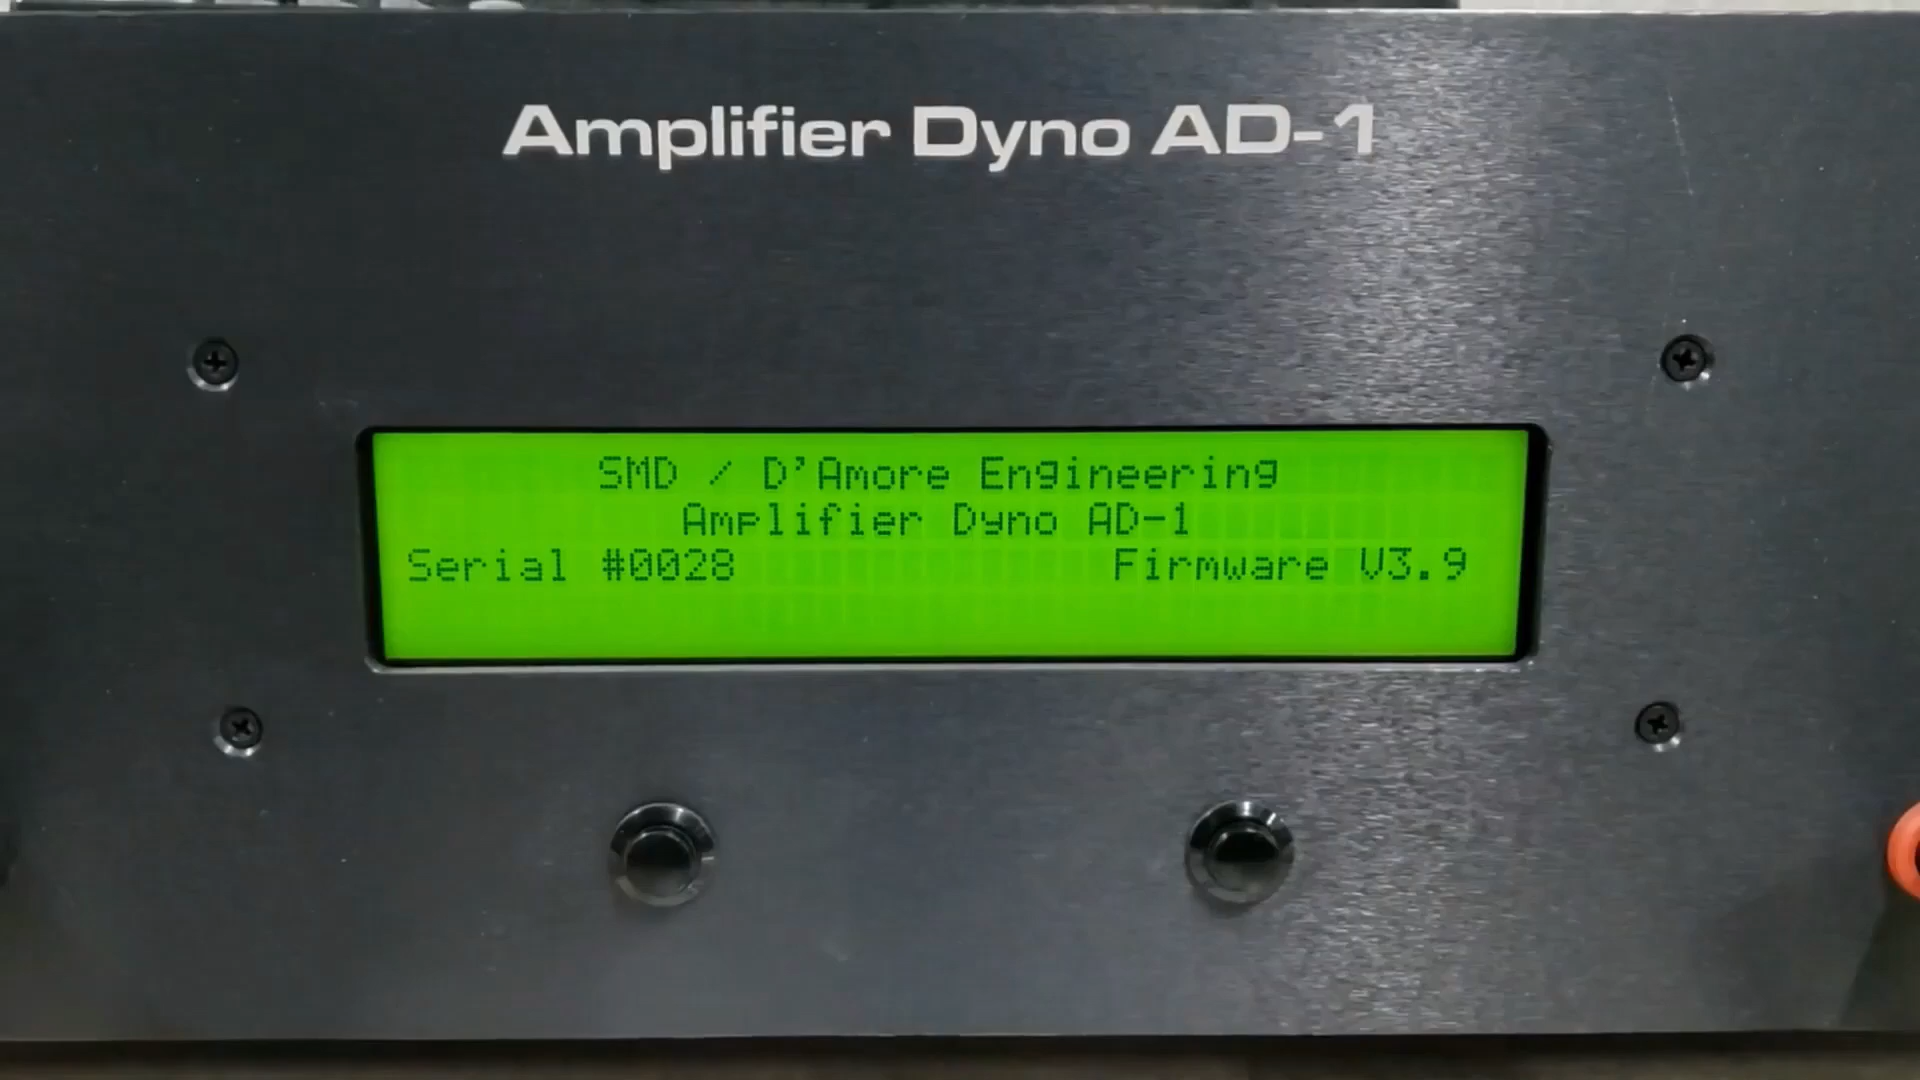 Amplifier Dyno AD-1
SMD / D'Amore Engineering
Amplifier Dyno AD-1
Serial #0028 Firmware V3.9